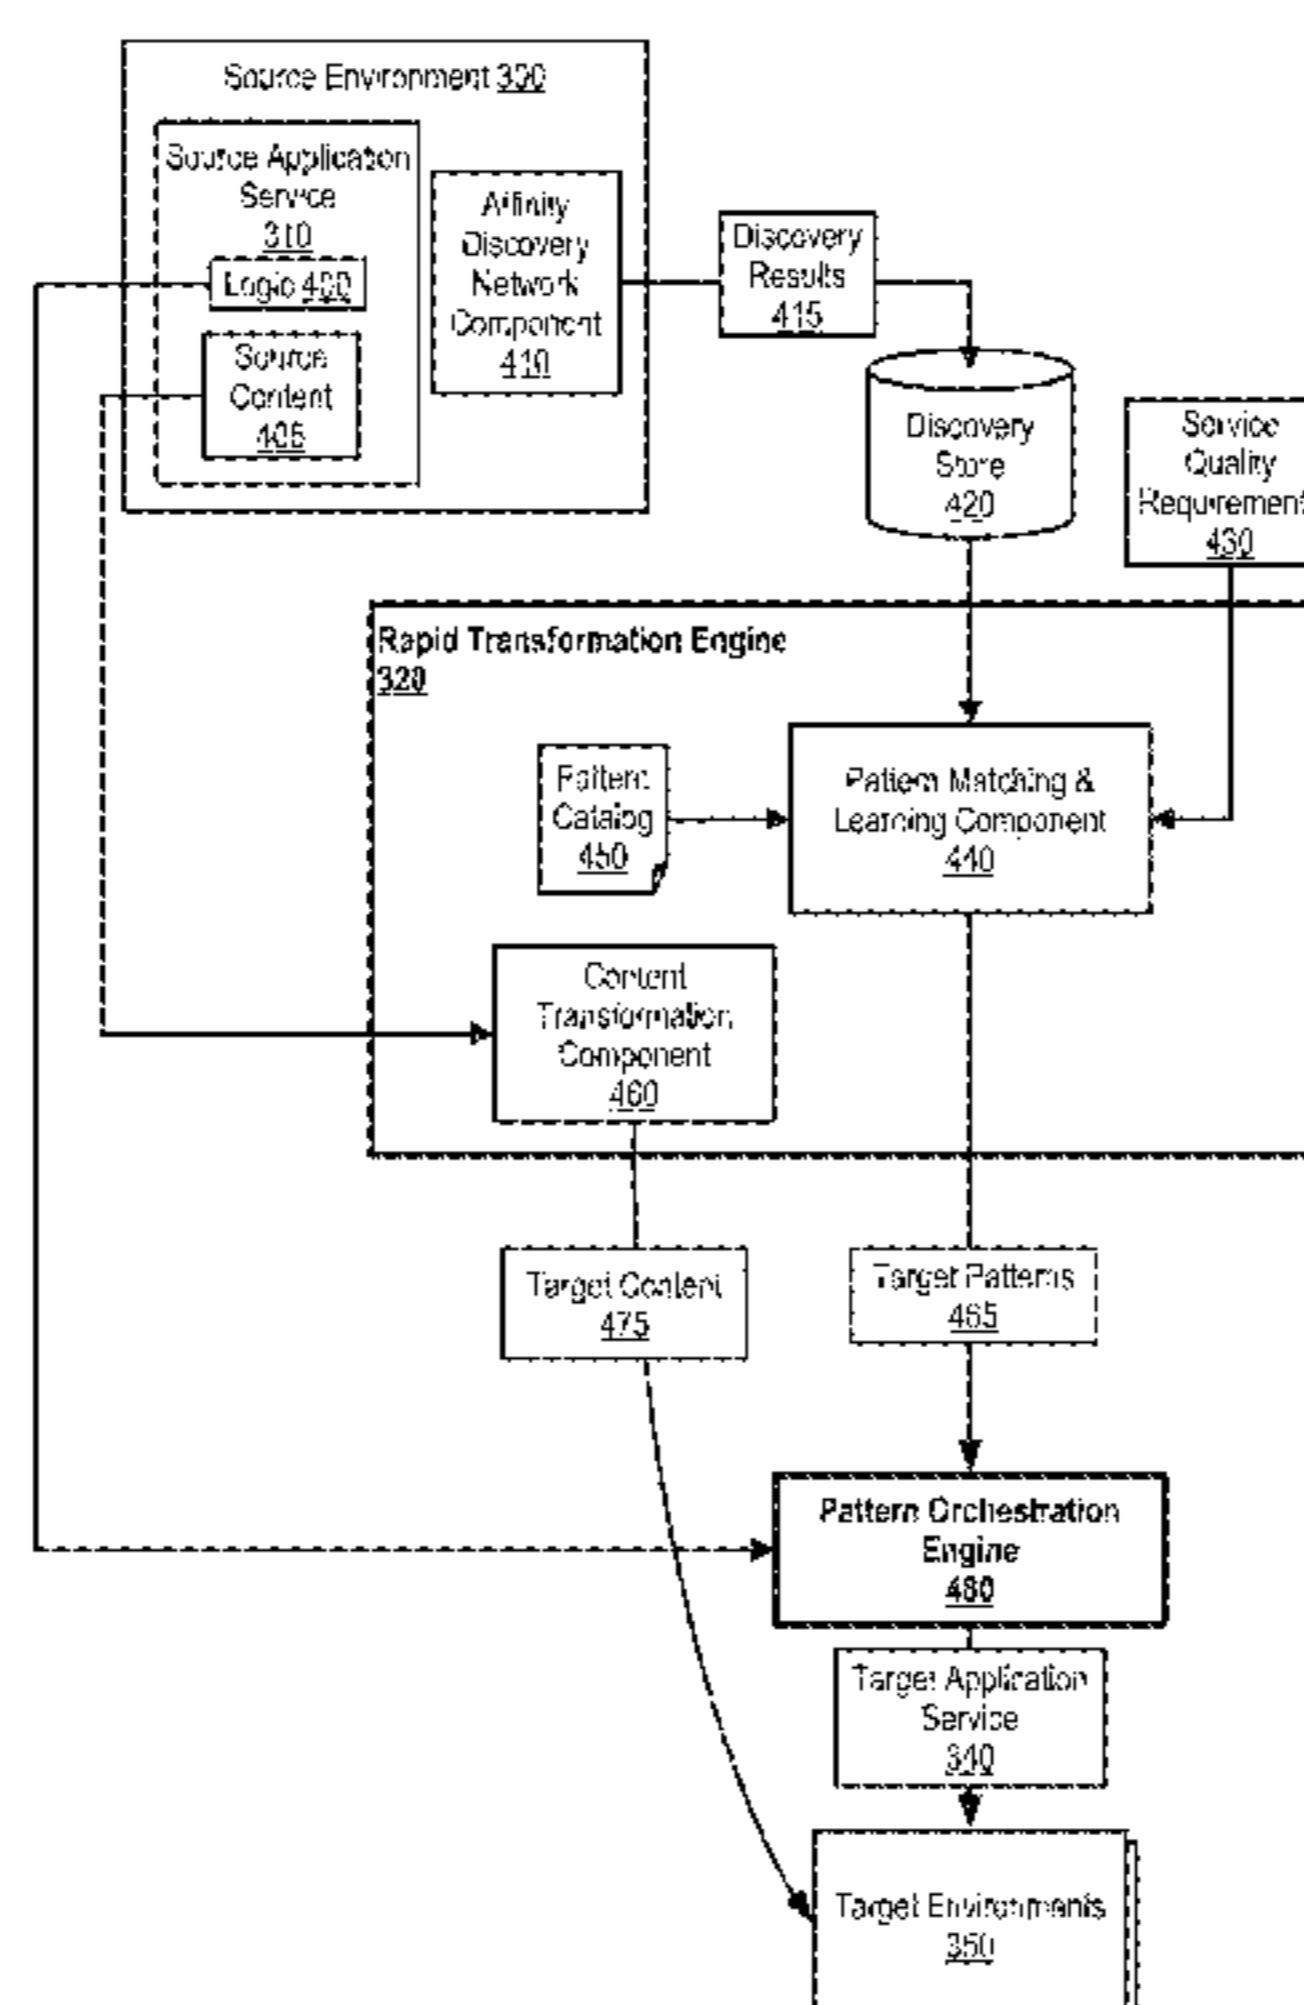 Source Environment 300
Source Application
Service
310
Logic 400
Source
Content
405
Affinity
Discovery
Network
Component
410
Discovery
Results
415
Discovery
Store
420
Service
Quality
Requirement
430
Rapid Transformation Engine
320
Pattern
Catalog
450
Pattern Matching &
Learning Component
440
Content
Transformation
Component
460
Target Content
475
Target Patterns
465
Pattern Orchestration
Engine
480
Target Application
Service
340
Target Environments
350